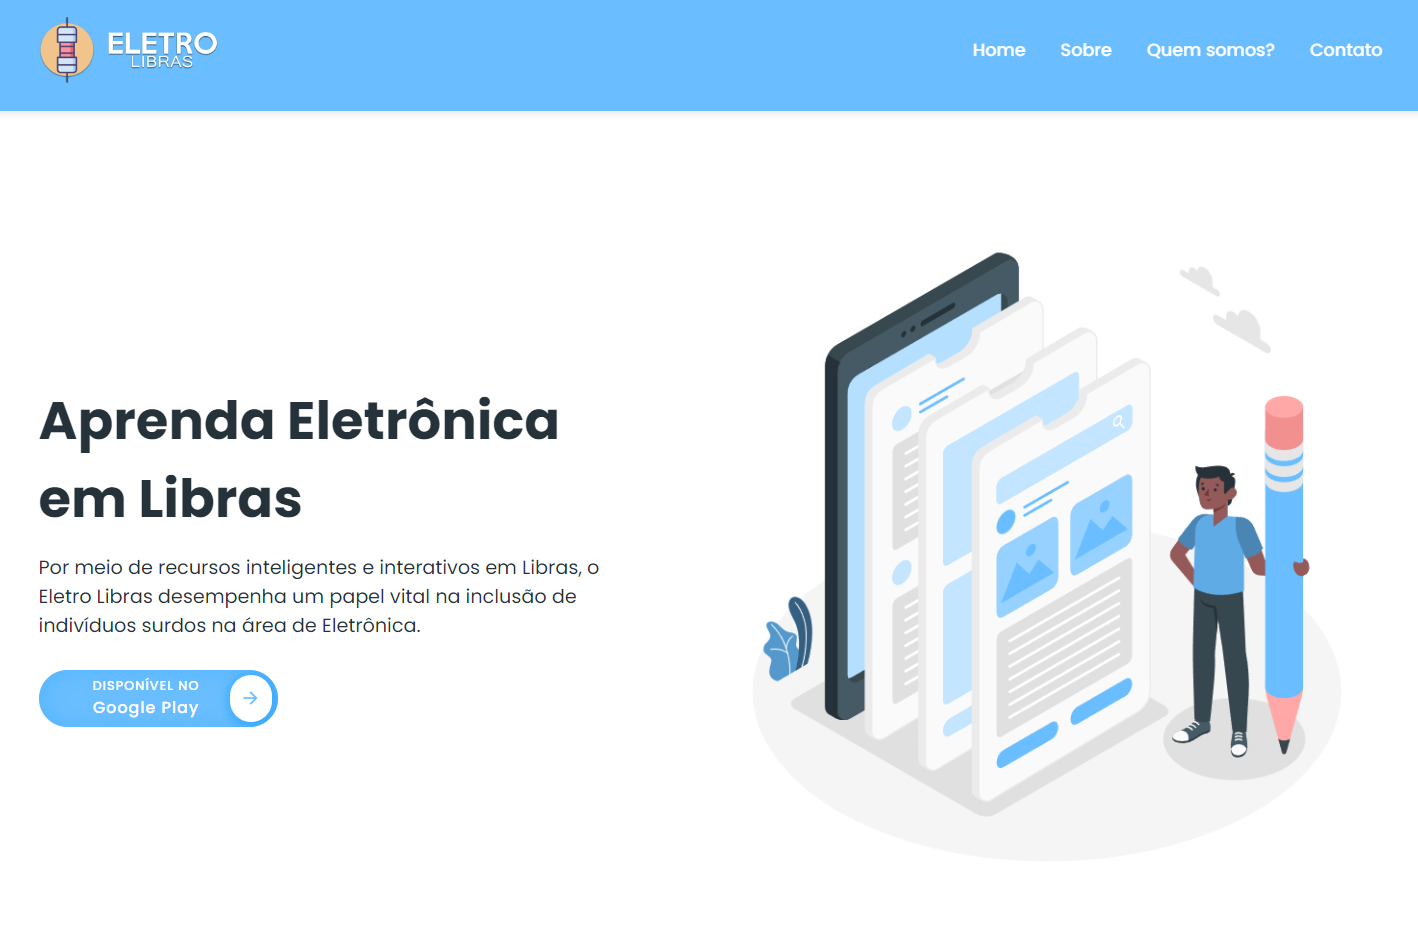 ELETRO
LIBRAS
Home Sobre Quem somos? Contato
Aprenda Eletrônica
em Libras
Por meio de recursos inteligentes e interativos em Libras, o
Eletro Libras desempenha um papel vital na inclusão de
indivíduos surdos na área de Eletrônica.
DISPONÍVEL NO
Google Play